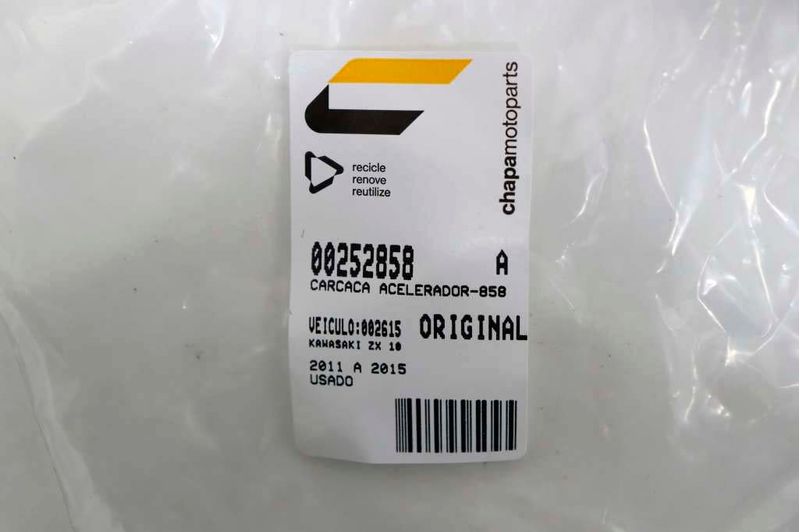 chapamotoparts
recicle
renove
reutilize
00252858 A
CARCACA ACELERADOR-858
VEICULO:002615 ORIGINAL
KAWASAKI ZX 10
2011 A 2015
USADO